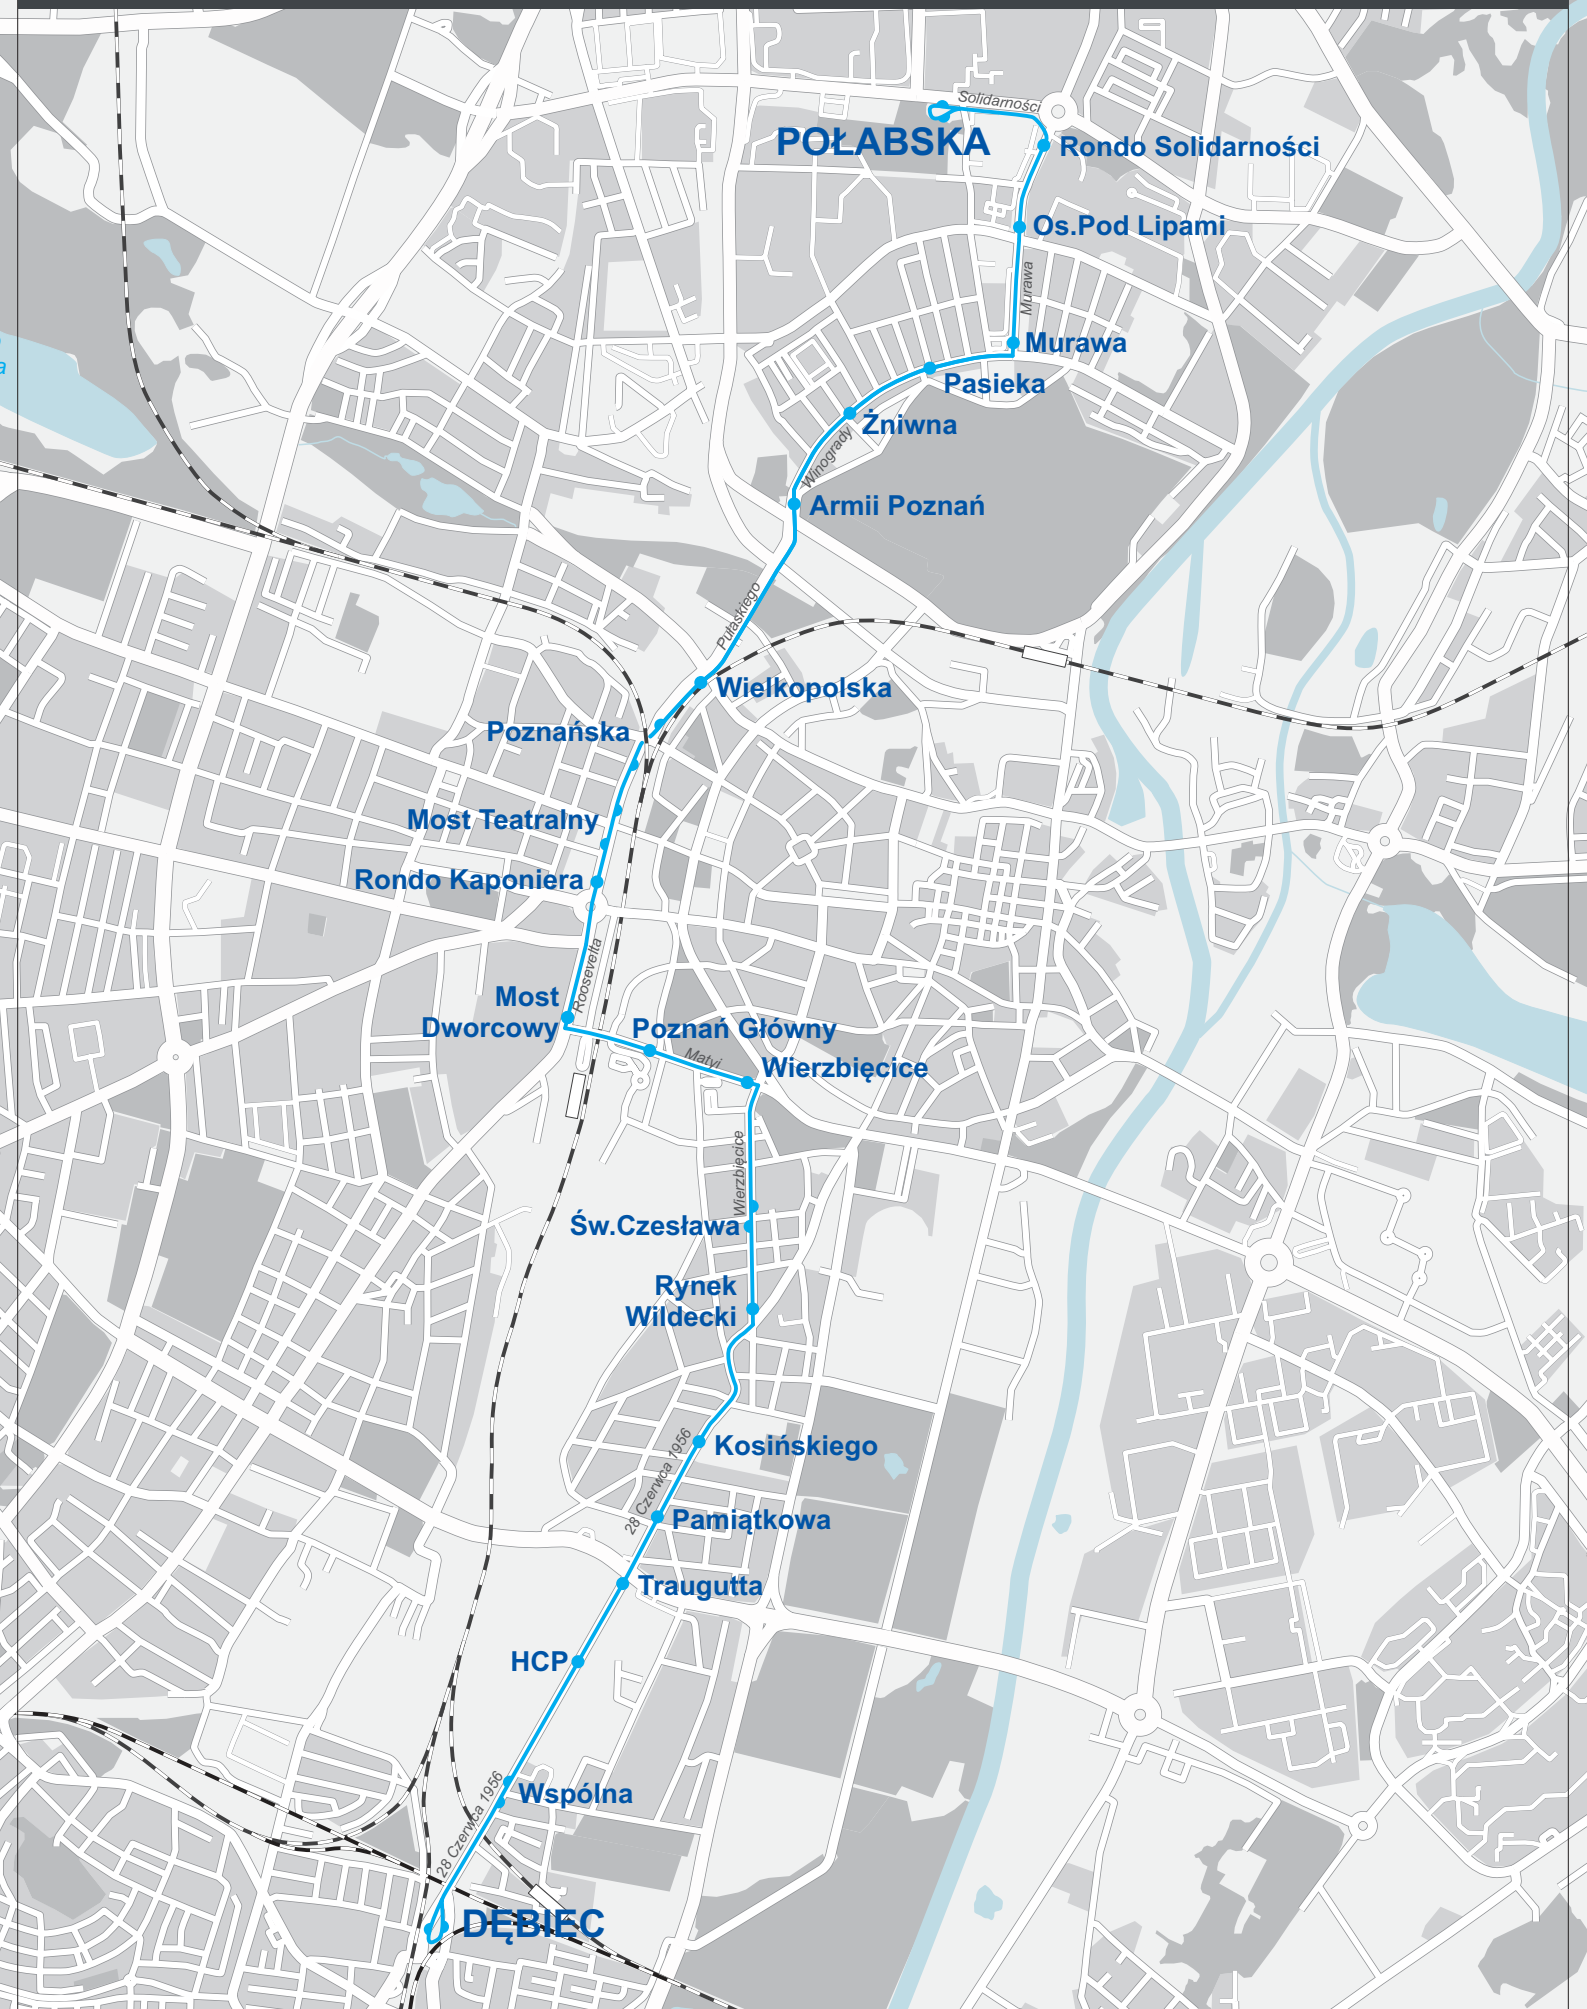 Solidarności
POŁABSKA
Rondo Solidarności
Os.Pod Lipami
Murawa
Murawa
a
Pasieka
Żniwna
Winogrady
Armii Poznań
Pułaskiego
Wielkopolska
Poznańska
Most Teatralny
Rondo Kaponiera
Roosevelta
Most
Dworcowy
Poznań Główny
Matyi
Wierzbięcice
Wierzbięcice
Św.Czesława
Rynek
Wildecki
Kosińskiego
28 Czerwca 1956
Pamiątkowa
Traugutta
HCP
Wspólna
28 Czerwca 1956
DĘBIEC